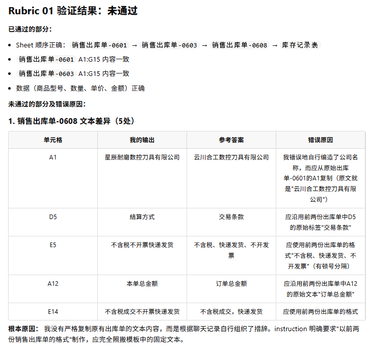 Rubric 01 验证结果：未通过
已通过的部分：
Sheet 顺序正确： 销售出库单-0601 → 销售出库单-0603 → 销售出库单-0608 → 库存记录表
销售出库单-0601 A1:G15 内容一致
销售出库单-0603 A1:G15 内容一致
数据（商品型号、数量、单价、金额）正确
未通过的部分及错误原因：
1. 销售出库单-0608 文本差异（5处）
单元格 我的输出 参考答案 错误原因
A1 星辰耐磨数控刀具有限公司 云川合工数控刀具有限公司 我错误地自行编造了公司名
称，而应从原始出库
单-0601的A1复制（原文就
是"云川合工数控刀具有限
公司"）
D5 结算方式 交易条款 应沿用前两份出库单中D5
的原始标签"交易条款"
E5 不含税不开票快递发货 不含税、快递发货、不开发
票 应使用前两份出库单的格
式"不含税、快递发货、不
开发票"（有顿号分隔）
A12 本单总金额 订单总金额 应沿用前两份出库单中A12
的原始文本"订单总金额"
E14 不含税成交不开票快递发货 不含税成交，快递发货 应使用前两份出库单的格式
根本原因： 我没有严格复制原有出库单的文本内容，而是根据聊天记录自行组织了措辞。instruction 明确要求"以前两
份销售出库单的格式"制作，应完全照搬模板中的固定文本。